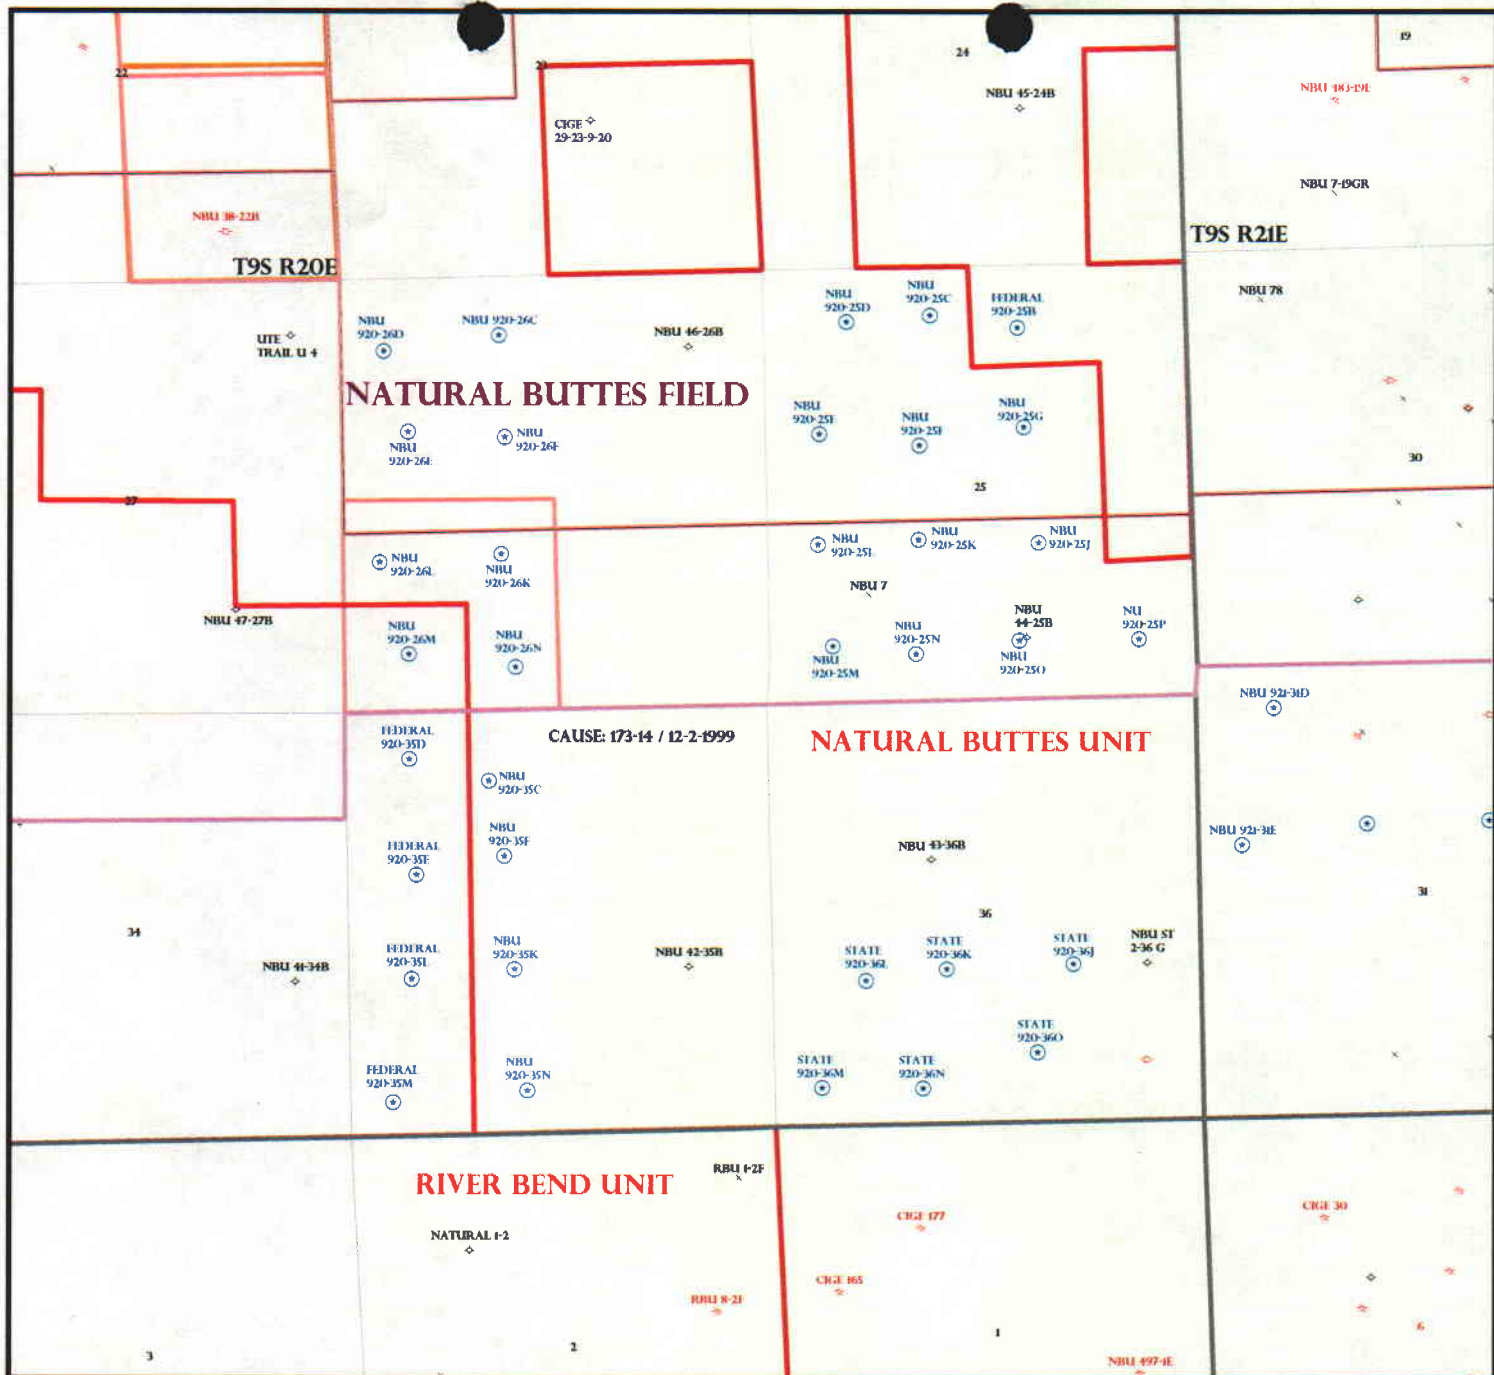 22
23
24
19
NBU 45-24B
NBU 483-19E
CIGE
29-23-9-20
NBU 7-19GR
NBU 38-22B
T9S R20E
T9S R21E
NBU
920-26D
NBU 920-26C
UTE
TRAIL U 4
NBU 46-26B
NBU
920-25D
NBU
920-25C
FEDERAL
920-25B
NBU 78
NATURAL BUTTES FIELD
NBU
920-26E
NBU
920-26F
NBU
920-25E
NBU
920-25F
NBU
920-25G
30
27
25
NBU
920-26L
NBU
920-26K
NBU
920-25L
NBU
920-25K
NBU
920-25J
NBU 7
NBU 47-27B
NBU
920-26M
NBU
920-26N
NBU
920-25M
NBU
920-25N
NBU
44-25B
NBU
920-25O
NU
920-25P
NBU 921-31D
FEDERAL
920-35D
CAUSE: 173-14 / 12-2-1999
NATURAL BUTTES UNIT
NBU
920-35C
FEDERAL
920-35E
NBU
920-35F
NBU 43-36B
NBU 921-31E
31
34
36
NBU 41-34B
FEDERAL
920-35L
NBU
920-35K
NBU 42-35B
STATE
920-36L
STATE
920-36K
STATE
920-36J
NBU ST
2-36 G
STATE
920-36O
FEDERAL
920-35M
NBU
920-35N
STATE
920-36M
STATE
920-36N
RIVER BEND UNIT
RBU 1-2F
NATURAL 1-2
CIGE 177
CIGE 30
CIGE 165
RBU 8-2F
3
2
1
6
NBU 497-1E